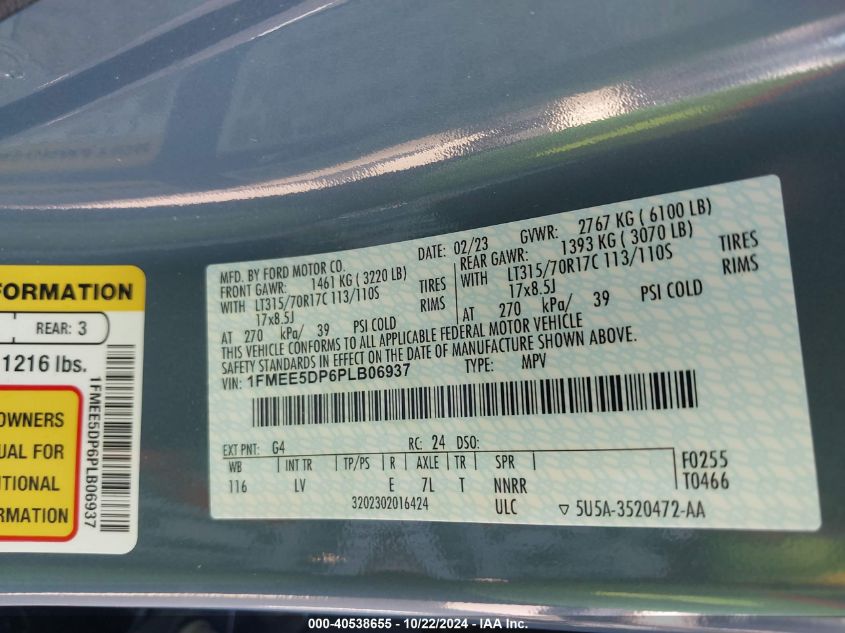 FORMATION
REAR: 3
1216 lbs.
OWNERS
UAL FOR
ITIONAL
ORMATION
1FMEE5DP6PLB06937
MFD. BY FORD MOTOR CO.
DATE: 02/23 GVWR: 2767 KG ( 6100 LB)
FRONT GAWR: 1461 KG ( 3220 LB)
REAR GAWR: 1393 KG ( 3070 LB)
WITH LT315/70R17C 113/110S TIRES
WITH LT315/70R17C 113/110S TIRES
17x8.5J RIMS
17x8.5J RIMS
AT 270 kPa/ 39 PSI COLD
AT 270 kPa/ 39 PSI COLD
THIS VEHICLE CONFORMS TO ALL APPLICABLE FEDERAL MOTOR VEHICLE
SAFETY STANDARDS IN EFFECT ON THE DATE OF MANUFACTURE SHOWN ABOVE.
VIN: 1FMEE5DP6PLB06937 TYPE: MPV
EXT PNT: G4 RC: 24 DSO:
WB INT TR TP/PS R AXLE TR SPR
116 LV E 7L T NNRR
F0255
T0466
3202302016424 ULC ▽ 5U5A-3520472-AA
000-40538655 - 10/22/2024 - IAA Inc.